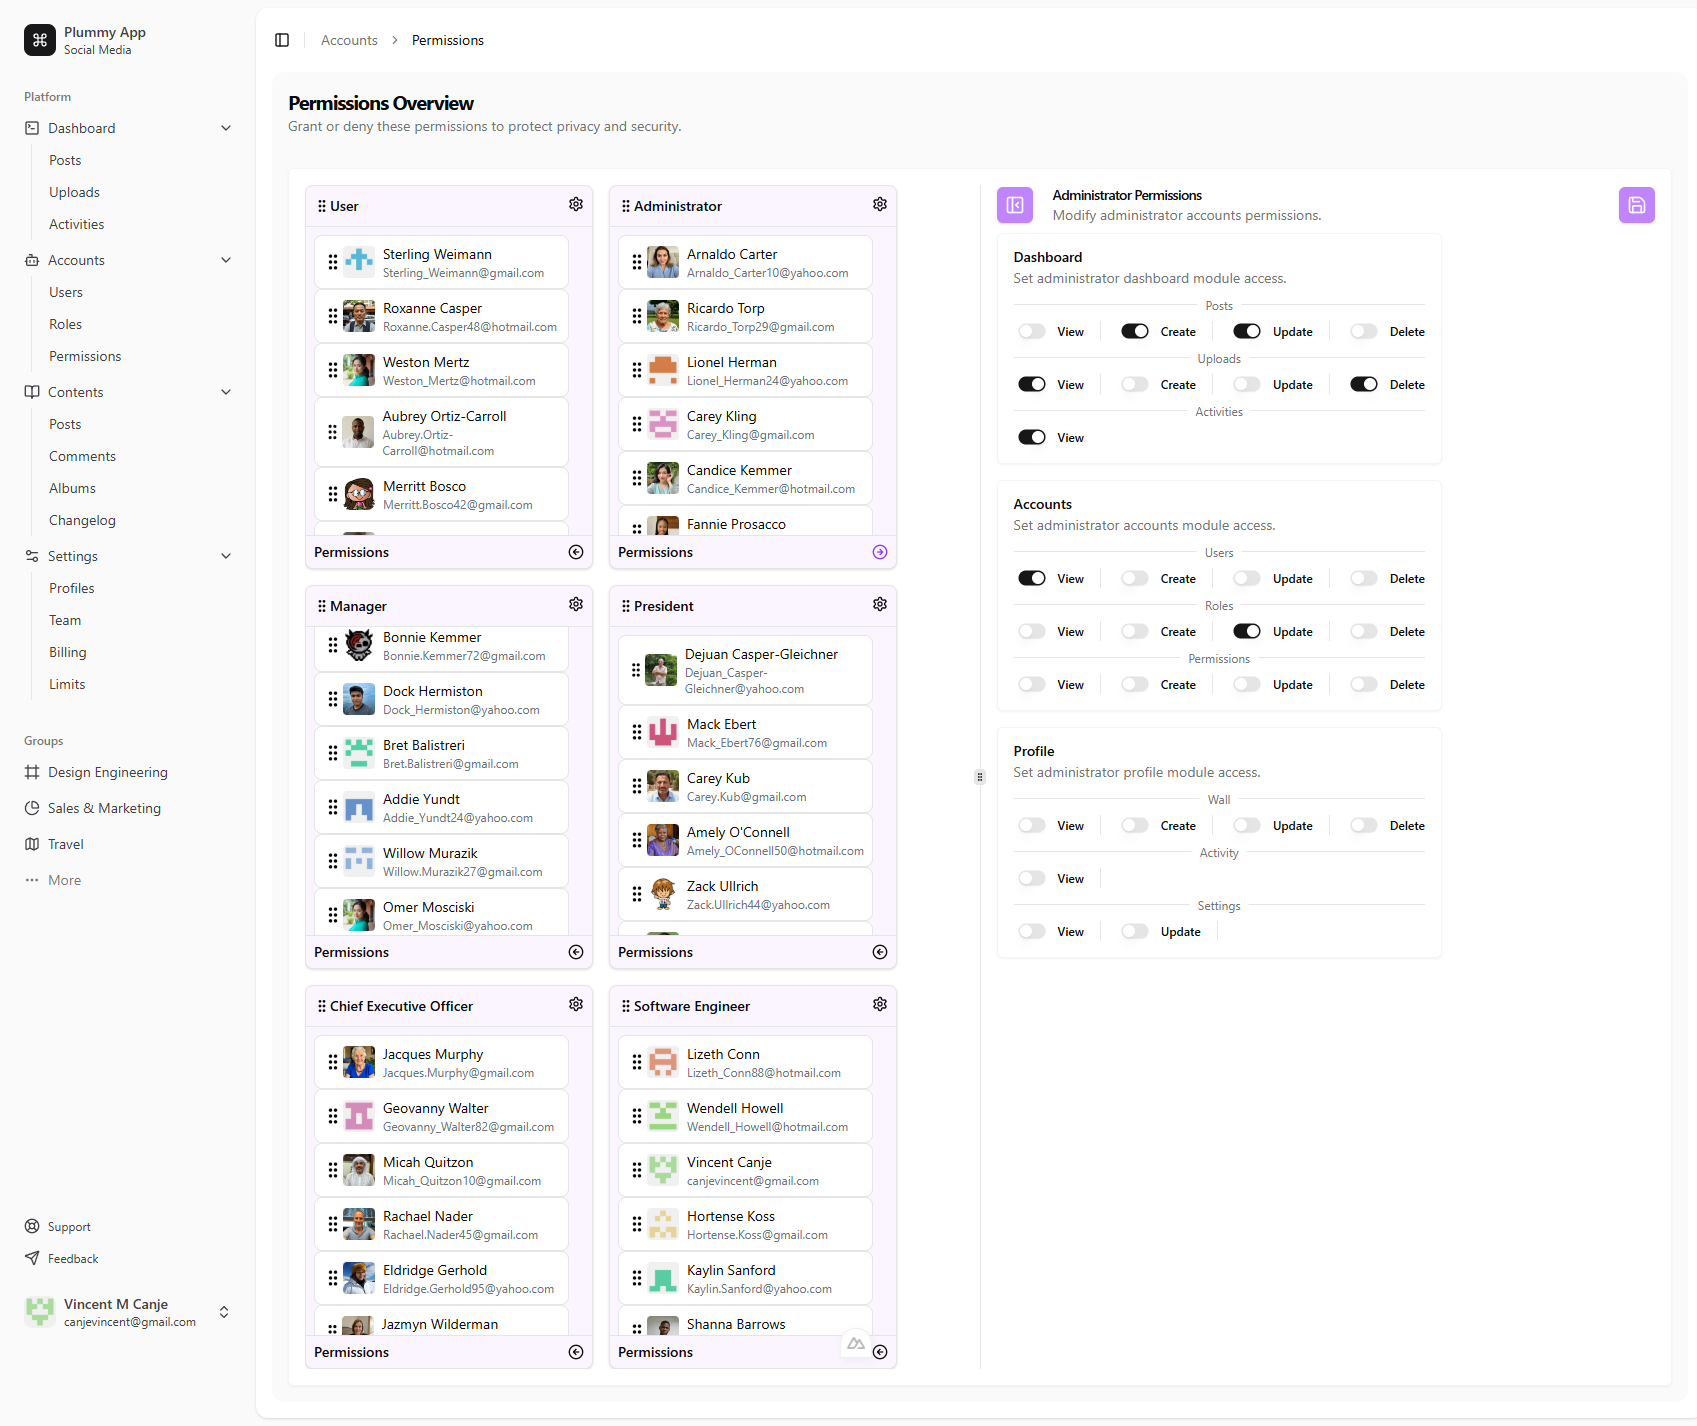 Plummy App
Social Media
Platform
Dashboard
Posts
Uploads
Activities
Accounts
Users
Roles
Permissions
Contents
Posts
Comments
Albums
Changelog
Settings
Profiles
Team
Billing
Limits
Groups
Design Engineering
Sales & Marketing
Travel
More
Support
Feedback
Vincent M Canje
canjevincent@gmail.com
Accounts
Permissions
Permissions Overview
Grant or deny these permissions to protect privacy and security.
User
Sterling Weimann
Sterling_Weimann@gmail.com
Roxanne Casper
Roxanne.Casper48@hotmail.com
Weston Mertz
Weston_Mertz@hotmail.com
Aubrey Ortiz-Carroll
Aubrey.Ortiz-
Carroll@hotmail.com
Merritt Bosco
Merritt.Bosco42@gmail.com
Permissions
Administrator
Arnaldo Carter
Arnaldo_Carter10@yahoo.com
Ricardo Torp
Ricardo_Torp29@gmail.com
Lionel Herman
Lionel_Herman24@yahoo.com
Carey Kling
Carey_Kling@gmail.com
Candice Kemmer
Candice_Kemmer@hotmail.com
Fannie Prosacco
Permissions
Manager
Bonnie Kemmer
Bonnie.Kemmer72@gmail.com
Dock Hermiston
Dock_Hermiston@yahoo.com
Bret Balistreri
Bret.Balistreri@gmail.com
Addie Yundt
Addie_Yundt24@yahoo.com
Willow Murazik
Willow.Murazik27@gmail.com
Omer Mosciski
Omer_Mosciski@yahoo.com
Permissions
President
Dejuan Casper-Gleichner
Dejuan_Casper-
Gleichner@yahoo.com
Mack Ebert
Mack_Ebert76@gmail.com
Carey Kub
Carey.Kub@gmail.com
Amely O'Connell
Amely_OConnell50@hotmail.com
Zack Ullrich
Zack.Ullrich44@yahoo.com
Permissions
Chief Executive Officer
Jacques Murphy
Jacques.Murphy@gmail.com
Geovanny Walter
Geovanny_Walter82@gmail.com
Micah Quitzon
Micah_Quitzon10@gmail.com
Rachael Nader
Rachael.Nader45@gmail.com
Eldridge Gerhold
Eldridge.Gerhold95@yahoo.com
Jazmyn Wilderman
Permissions
Software Engineer
Lizeth Conn
Lizeth_Conn88@hotmail.com
Wendell Howell
Wendell_Howell@hotmail.com
Vincent Canje
canjevincent@gmail.com
Hortense Koss
Hortense.Koss@gmail.com
Kaylin Sanford
Kaylin.Sanford@yahoo.com
Shanna Barrows
Permissions
Administrator Permissions
Modify administrator accounts permissions.
Dashboard
Set administrator dashboard module access.
Posts
View Create Update Delete
Uploads
View Create Update Delete
Activities
View
Accounts
Set administrator accounts module access.
Users
View Create Update Delete
Roles
View Create Update Delete
Permissions
View Create Update Delete
Profile
Set administrator profile module access.
Wall
View Create Update Delete
Activity
View
Settings
View Update